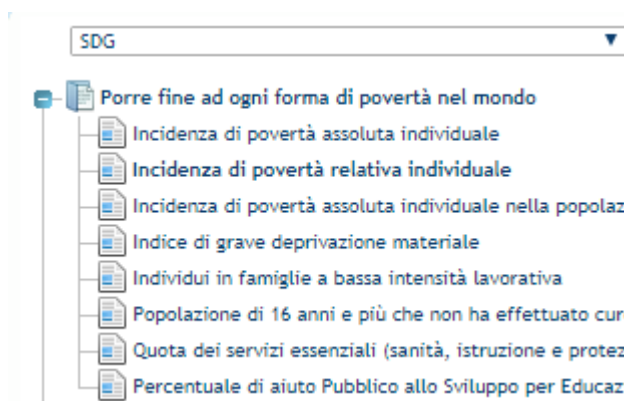 SDG
Porre fine ad ogni forma di povertà nel mondo
Incidenza di povertà assoluta individuale
Incidenza di povertà relativa individuale
Incidenza di povertà assoluta individuale nella popolaz
Indice di grave deprivazione materiale
Individui in famiglie a bassa intensità lavorativa
Popolazione di 16 anni e più che non ha effettuato cur
Quota dei servizi essenziali (sanità, istruzione e protez
Percentuale di aiuto Pubblico allo Sviluppo per Educaz